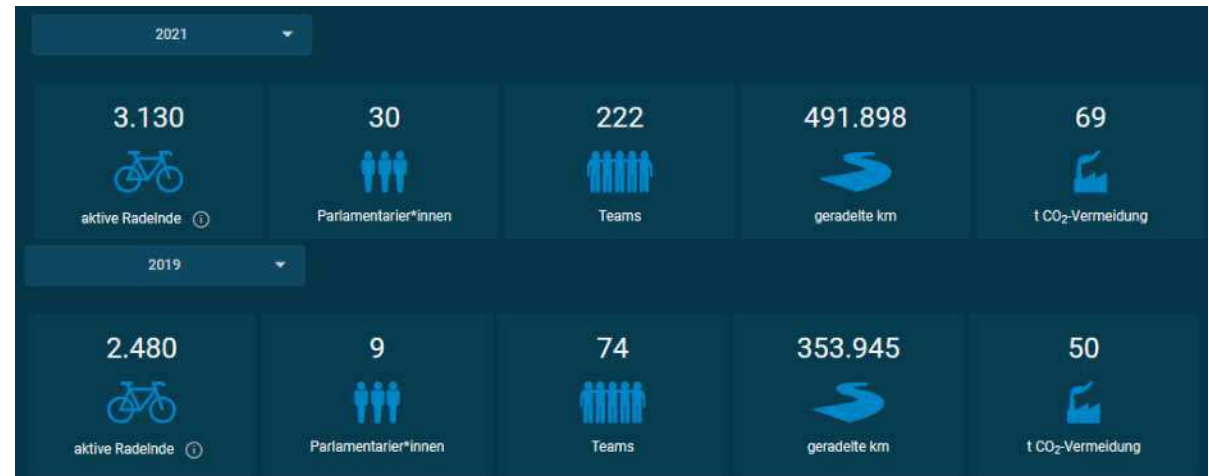 2021
3.130 30 222 491.898 69
aktive Radelnde Parlamentarier*innen Teams geradelte km t CO₂-Vermeidung
2019
2.480 9 74 353.945 50
aktive Radelnde Parlamentarier*innen Teams geradelte km t CO₂-Vermeidung